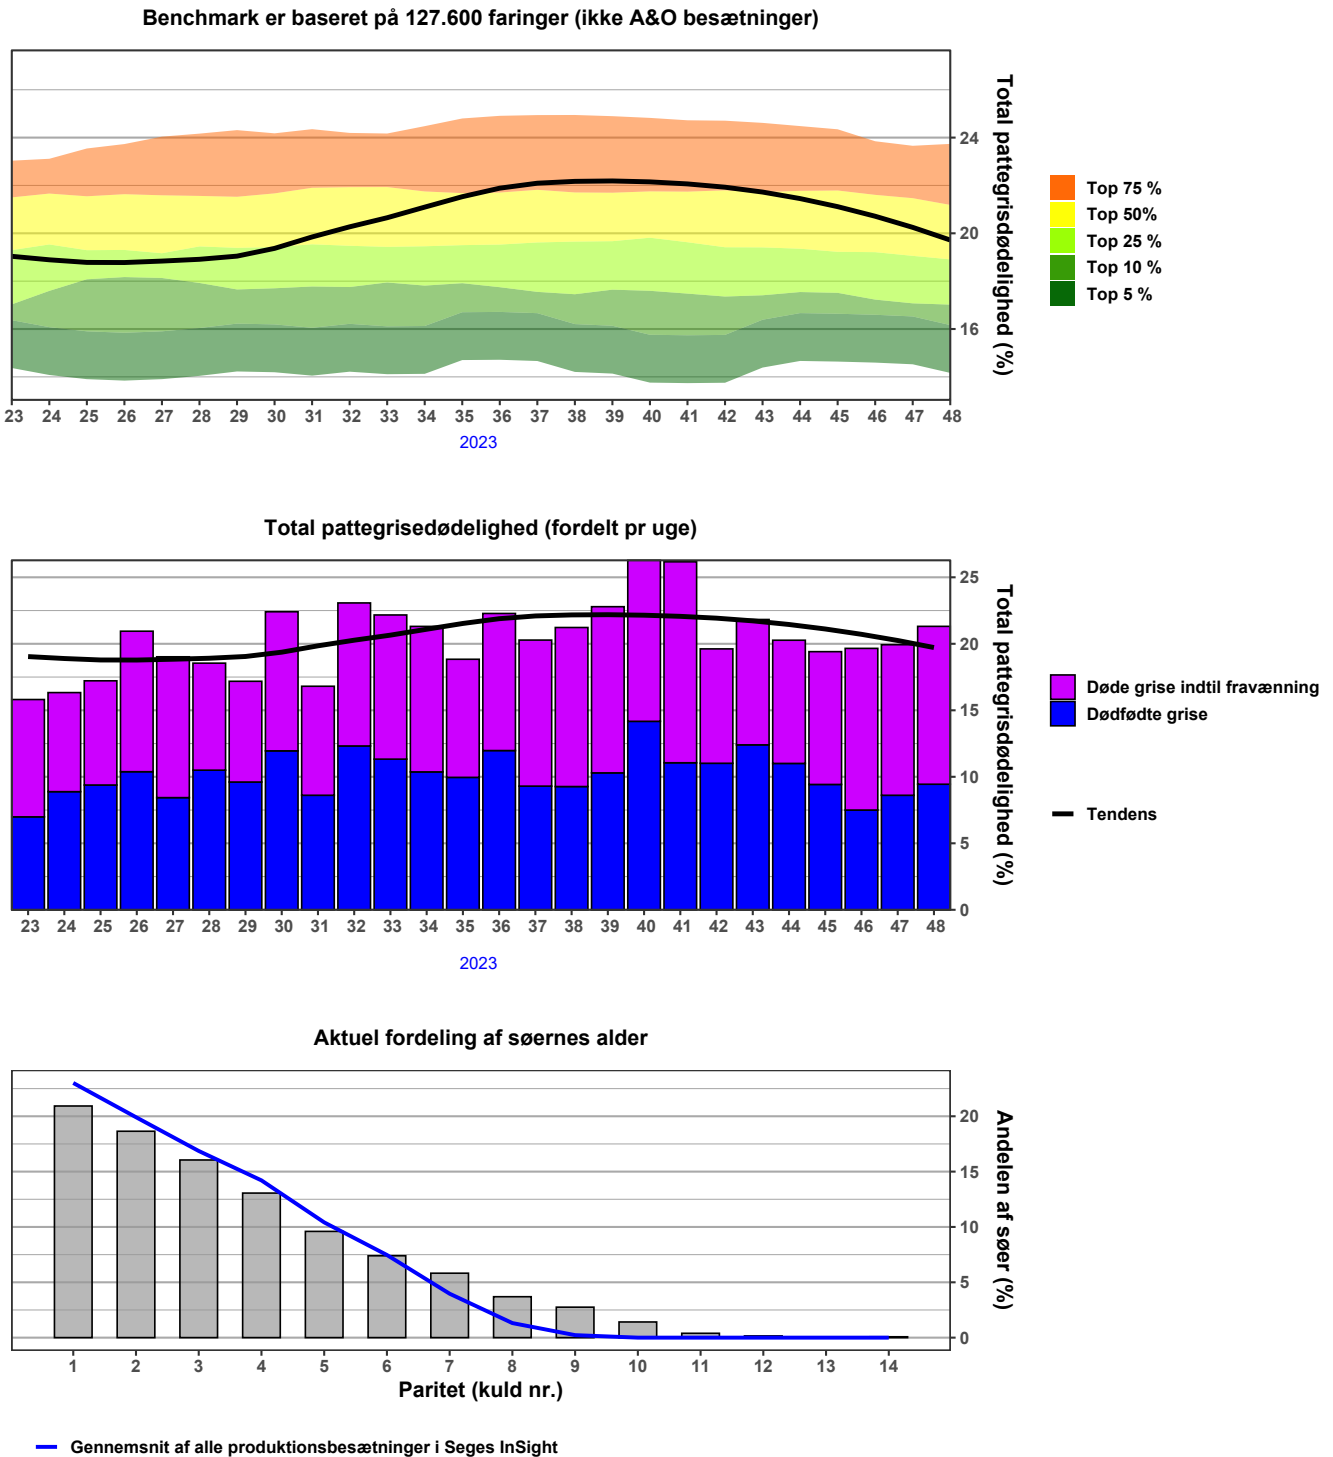 Benchmark er baseret på 127.600 faringer (ikke A&O besætninger)
24
20
16
Total pattegrisdødelighed (%)
23 24 25 26 27 28 29 30 31 32 33 34 35 36 37 38 39 40 41 42 43 44 45 46 47 48
2023
Top 75 %
Top 50%
Top 25 %
Top 10 %
Top 5 %
Total pattegrisedødelighed (fordelt pr uge)
25
20
15
10
5
0
Total pattegrisdødelighed (%)
23 24 25 26 27 28 29 30 31 32 33 34 35 36 37 38 39 40 41 42 43 44 45 46 47 48
2023
Døde grise indtil fravænning
Dødfødte grise
Tendens
Aktuel fordeling af søernes alder
20
15
10
5
0
Andelen af søer (%)
1 2 3 4 5 6 7 8 9 10 11 12 13 14
Paritet (kuld nr.)
Gennemsnit af alle produktionsbesætninger i Seges InSight